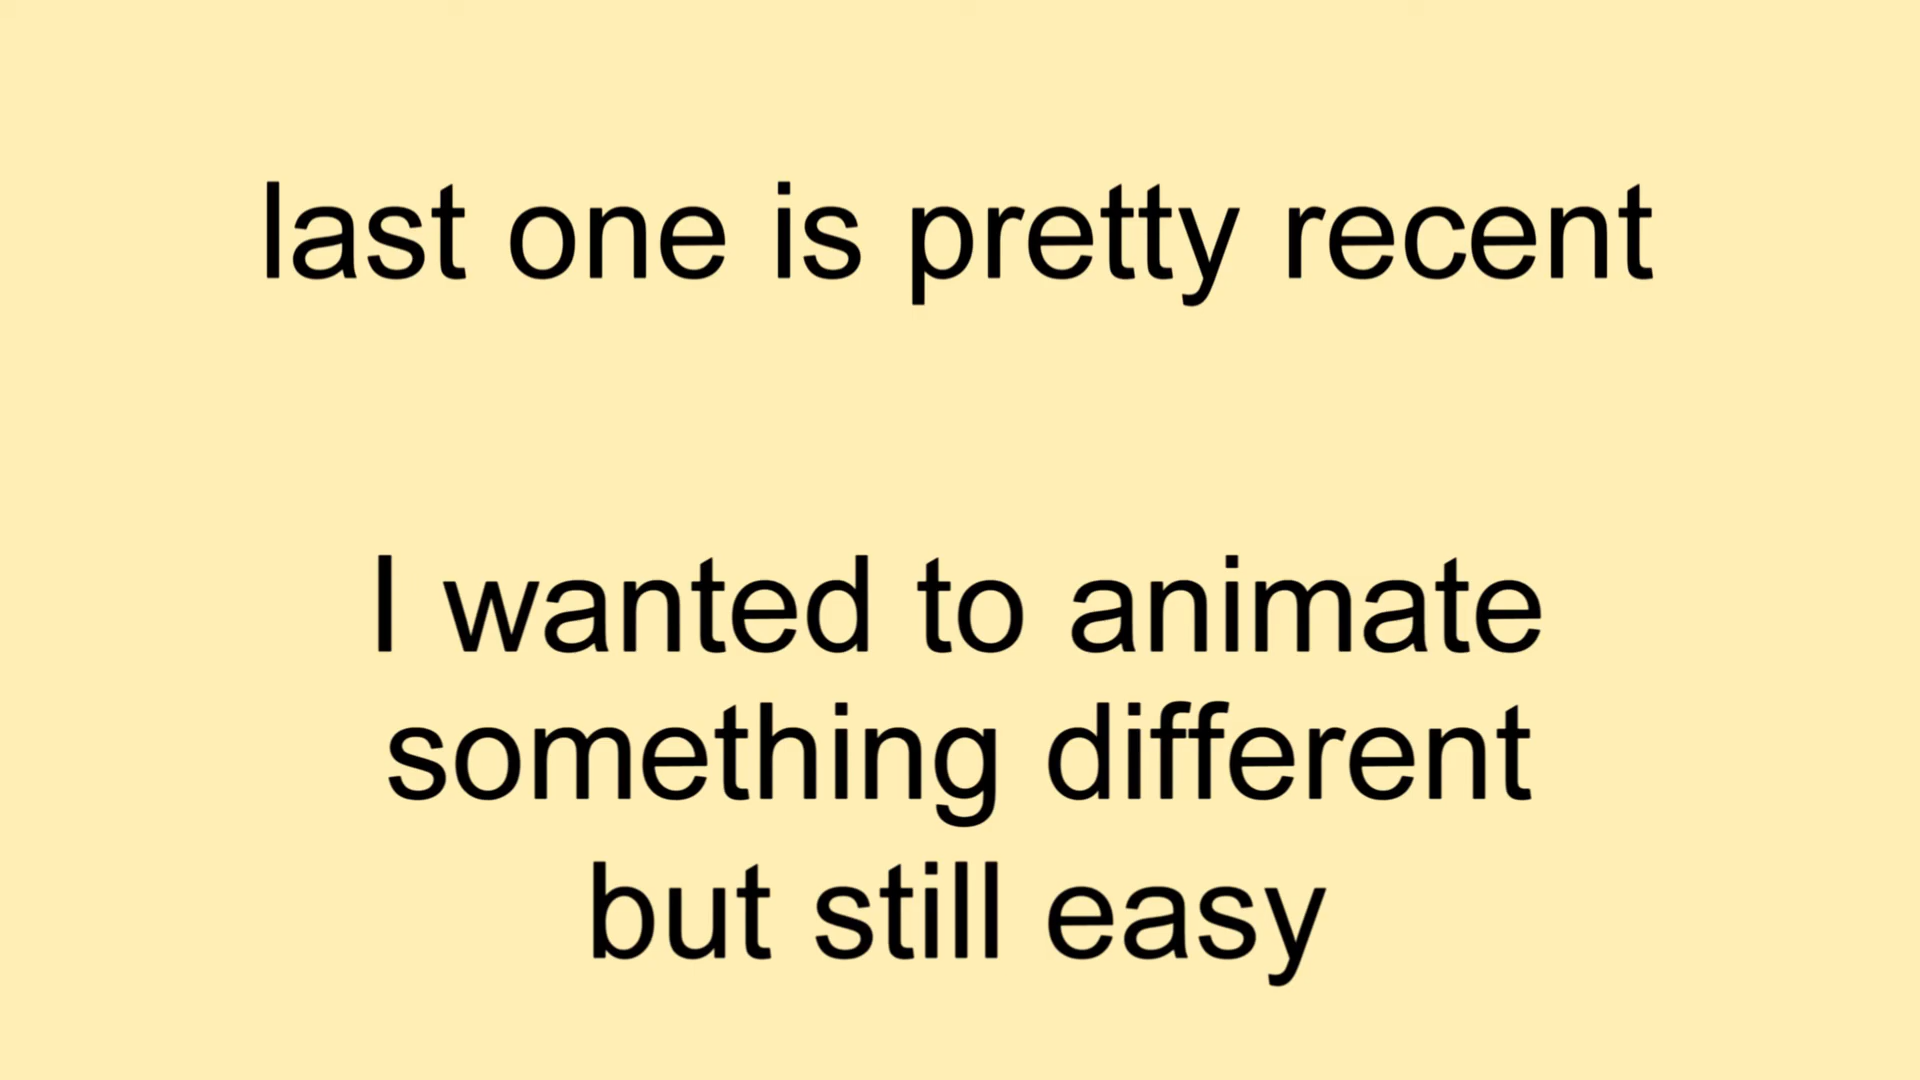 last one is pretty recent
I wanted to animate
something different
but still easy